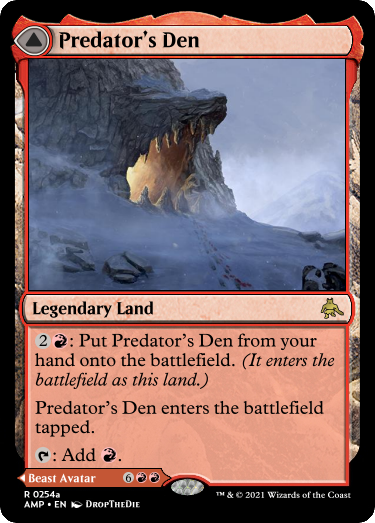 Predator's Den
Legendary Land
2: Put Predator's Den from your
hand onto the battlefield. (It enters the
battlefield as this land.)
Predator's Den enters the battlefield
tapped.
: Add .
Beast Avatar 6
R 0254a
AMP • EN DROPTHEDIE
™ & © 2021 Wizards of the Coast